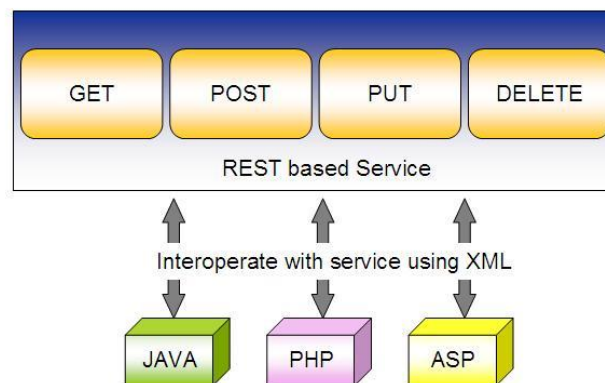 GET POST PUT DELETE
REST based Service
Interoperate with service using XML
JAVA PHP ASP